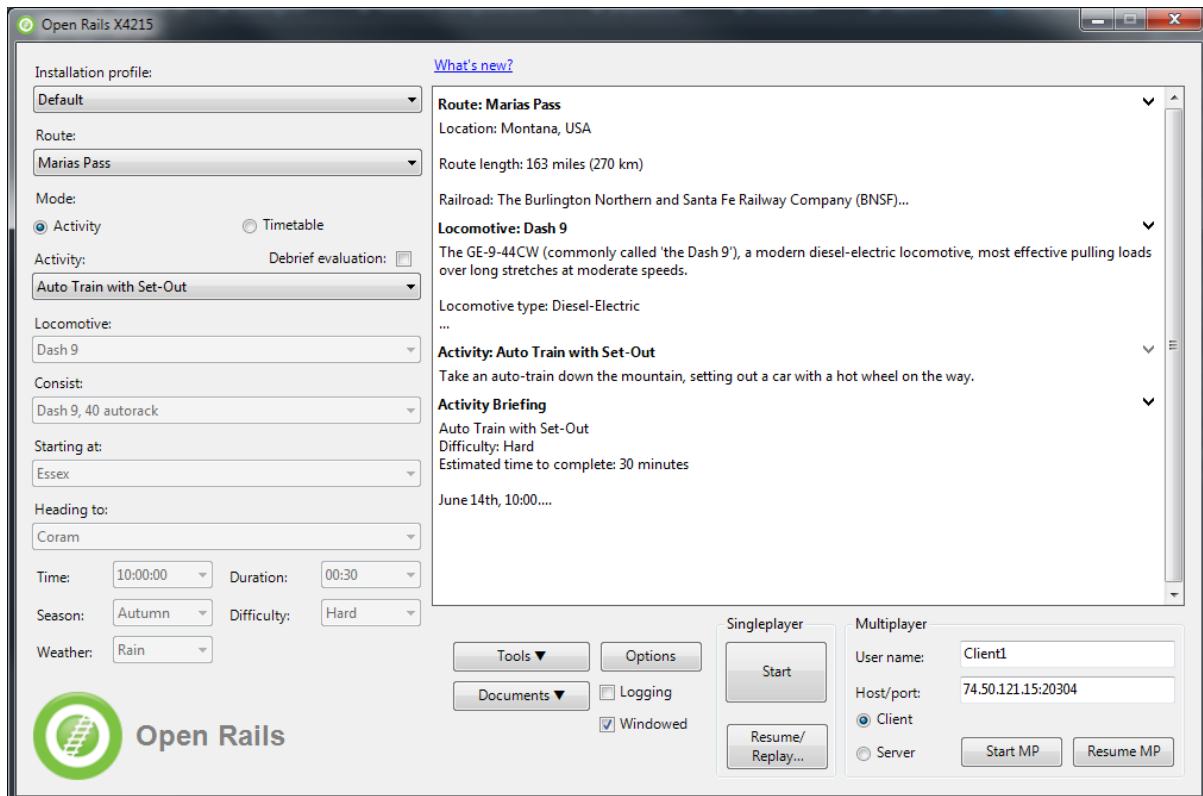 Open Rails X4215
Installation profile:
Default
Route:
Marias Pass
Mode:
Activity
Timetable
Activity:
Debrief evaluation:
Auto Train with Set-Out
Locomotive:
Dash 9
Consist:
Dash 9, 40 autorack
Starting at:
Essex
Heading to:
Coram
Time:
10:00:00
Duration:
00:30
Season:
Autumn
Difficulty:
Hard
Weather:
Rain
Open Rails
What's new?
Route: Marias Pass
Location: Montana, USA
Route length: 163 miles (270 km)
Railroad: The Burlington Northern and Santa Fe Railway Company (BNSF)...
Locomotive: Dash 9
The GE-9-44CW (commonly called 'the Dash 9'), a modern diesel-electric locomotive, most effective pulling loads
over long stretches at moderate speeds.
Locomotive type: Diesel-Electric
...
Activity: Auto Train with Set-Out
Take an auto-train down the mountain, setting out a car with a hot wheel on the way.
Activity Briefing
Auto Train with Set-Out
Difficulty: Hard
Estimated time to complete: 30 minutes
June 14th, 10:00....
Tools ▼
Options
Documents ▼
Logging
Windowed
Singleplayer
Start
Resume/
Replay...
Multiplayer
User name:
Client1
Host/port:
74.50.121.15:20304
Client
Server
Start MP
Resume MP